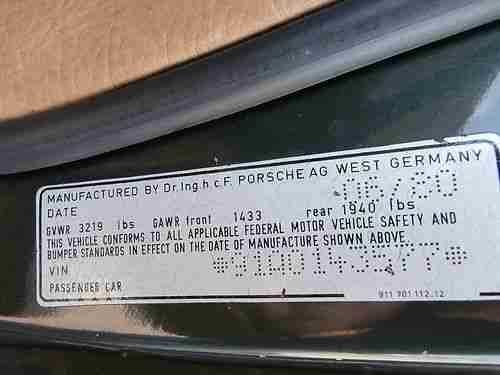 MANUFACTURED BY Dr.Ing.h.c.F. PORSCHE AG WEST GERMANY
DATE 06/80
GVWR 3219 lbs GAWR front 1433 rear 1940 lbs
THIS VEHICLE CONFORMS TO ALL APPLICABLE FEDERAL MOTOR VEHICLE SAFETY AND
BUMPER STANDARDS IN EFFECT ON THE DATE OF MANUFACTURE SHOWN ABOVE.
VIN *91A0143577*
PASSENGER CAR 911 701 112.12